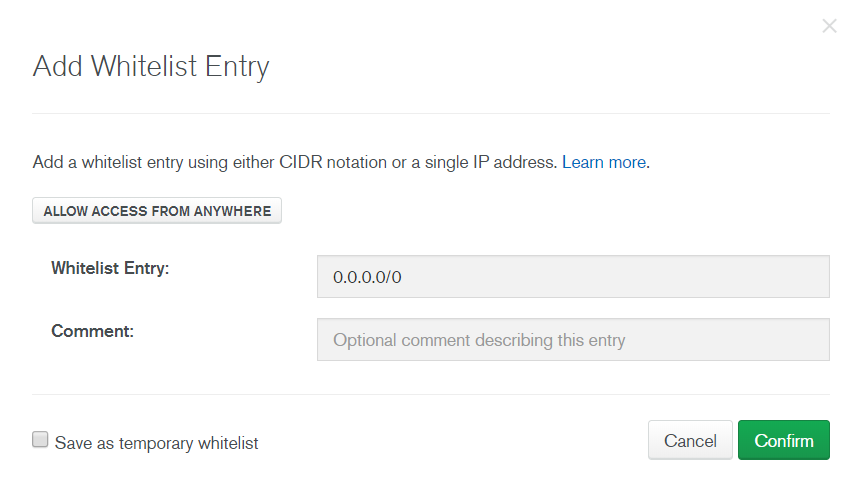 Add Whitelist Entry
Add a whitelist entry using either CIDR notation or a single IP address. Learn more.
ALLOW ACCESS FROM ANYWHERE
Whitelist Entry:
0.0.0.0/0
Comment:
Optional comment describing this entry
Save as temporary whitelist
Cancel
Confirm